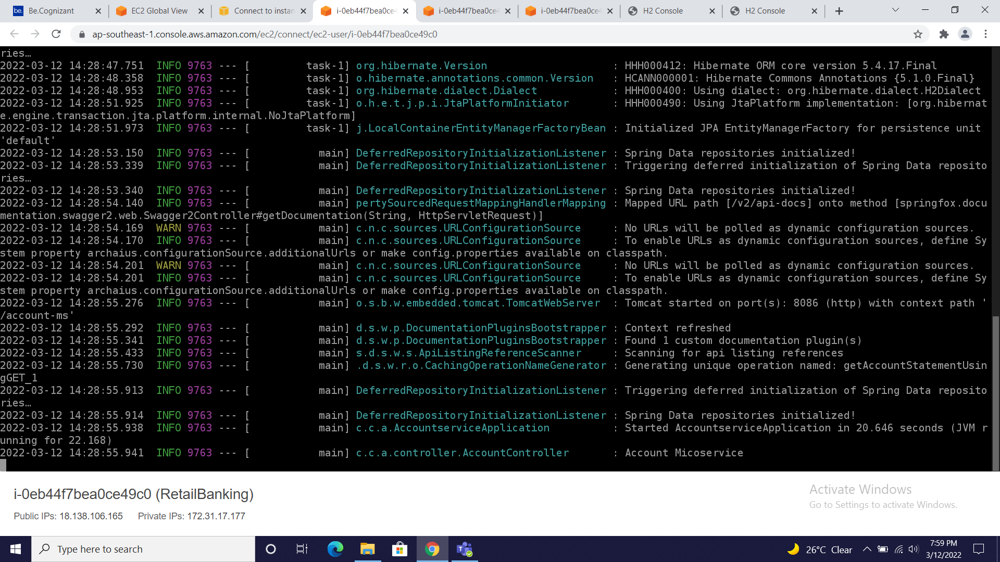 Be.Cognizant
EC2 Global View
Connect to instan
i-0eb44f7bea0ce4
i-0eb44f7bea0ce4
i-0eb44f7bea0ce4
H2 Console
H2 Console
ap-southeast-1.console.aws.amazon.com/ec2/connect/ec2-user/i-0eb44f7bea0ce49c0
ries…
2022-03-12 14:28:47.751  INFO 9763 --- [         task-1] org.hibernate.Version                    : HHH000412: Hibernate ORM core version 5.4.17.Final
2022-03-12 14:28:48.358  INFO 9763 --- [         task-1] o.hibernate.annotations.common.Version   : HCANN000001: Hibernate Commons Annotations {5.1.0.Final}
2022-03-12 14:28:48.953  INFO 9763 --- [         task-1] org.hibernate.dialect.Dialect            : HHH000400: Using dialect: org.hibernate.dialect.H2Dialect
2022-03-12 14:28:51.925  INFO 9763 --- [         task-1] o.h.e.t.j.p.i.JtaPlatformInitiator       : HHH000490: Using JtaPlatform implementation: [org.hibernat
e.engine.transaction.jta.platform.internal.NoJtaPlatform]
2022-03-12 14:28:51.973  INFO 9763 --- [         task-1] j.LocalContainerEntityManagerFactoryBean : Initialized JPA EntityManagerFactory for persistence unit
'default'
2022-03-12 14:28:53.150  INFO 9763 --- [           main] DeferredRepositoryInitializationListener : Spring Data repositories initialized!
2022-03-12 14:28:53.339  INFO 9763 --- [           main] DeferredRepositoryInitializationListener : Triggering deferred initialization of Spring Data reposito
ries…
2022-03-12 14:28:53.340  INFO 9763 --- [           main] DeferredRepositoryInitializationListener : Spring Data repositories initialized!
2022-03-12 14:28:54.140  INFO 9763 --- [           main] pertySourcedRequestMappingHandlerMapping : Mapped URL path [/v2/api-docs] onto method [springfox.docu
mentation.swagger2.web.Swagger2Controller#getDocumentation(String, HttpServletRequest)]
2022-03-12 14:28:54.169  WARN 9763 --- [           main] c.n.c.sources.URLConfigurationSource     : No URLs will be polled as dynamic configuration sources.
2022-03-12 14:28:54.170  INFO 9763 --- [           main] c.n.c.sources.URLConfigurationSource     : To enable URLs as dynamic configuration sources, define Sy
stem property archaius.configurationSource.additionalUrls or make config.properties available on classpath.
2022-03-12 14:28:54.201  WARN 9763 --- [           main] c.n.c.sources.URLConfigurationSource     : No URLs will be polled as dynamic configuration sources.
2022-03-12 14:28:54.201  INFO 9763 --- [           main] c.n.c.sources.URLConfigurationSource     : To enable URLs as dynamic configuration sources, define Sy
stem property archaius.configurationSource.additionalUrls or make config.properties available on classpath.
2022-03-12 14:28:55.276  INFO 9763 --- [           main] o.s.b.w.embedded.tomcat.TomcatWebServer  : Tomcat started on port(s): 8086 (http) with context path '
/account-ms'
2022-03-12 14:28:55.292  INFO 9763 --- [           main] d.s.w.p.DocumentationPluginsBootstrapper : Context refreshed
2022-03-12 14:28:55.341  INFO 9763 --- [           main] d.s.w.p.DocumentationPluginsBootstrapper : Found 1 custom documentation plugin(s)
2022-03-12 14:28:55.433  INFO 9763 --- [           main] s.d.s.w.s.ApiListingReferenceScanner     : Scanning for api listing references
2022-03-12 14:28:55.730  INFO 9763 --- [           main] .d.s.w.r.o.CachingOperationNameGenerator : Generating unique operation named: getAccountStatementUsin
gGET_1
2022-03-12 14:28:55.913  INFO 9763 --- [           main] DeferredRepositoryInitializationListener : Triggering deferred initialization of Spring Data reposito
ries…
2022-03-12 14:28:55.914  INFO 9763 --- [           main] DeferredRepositoryInitializationListener : Spring Data repositories initialized!
2022-03-12 14:28:55.938  INFO 9763 --- [           main] c.c.a.AccountserviceApplication          : Started AccountserviceApplication in 20.646 seconds (JVM r
unning for 22.168)
2022-03-12 14:28:55.941  INFO 9763 --- [           main] c.c.a.controller.AccountController       : Account Micoservice
i-0eb44f7bea0ce49c0 (RetailBanking)
Public IPs: 18.138.106.165 Private IPs: 172.31.17.177
Activate Windows
Go to Settings to activate Windows.
Type here to search
26°C Clear
7:59 PM
3/12/2022